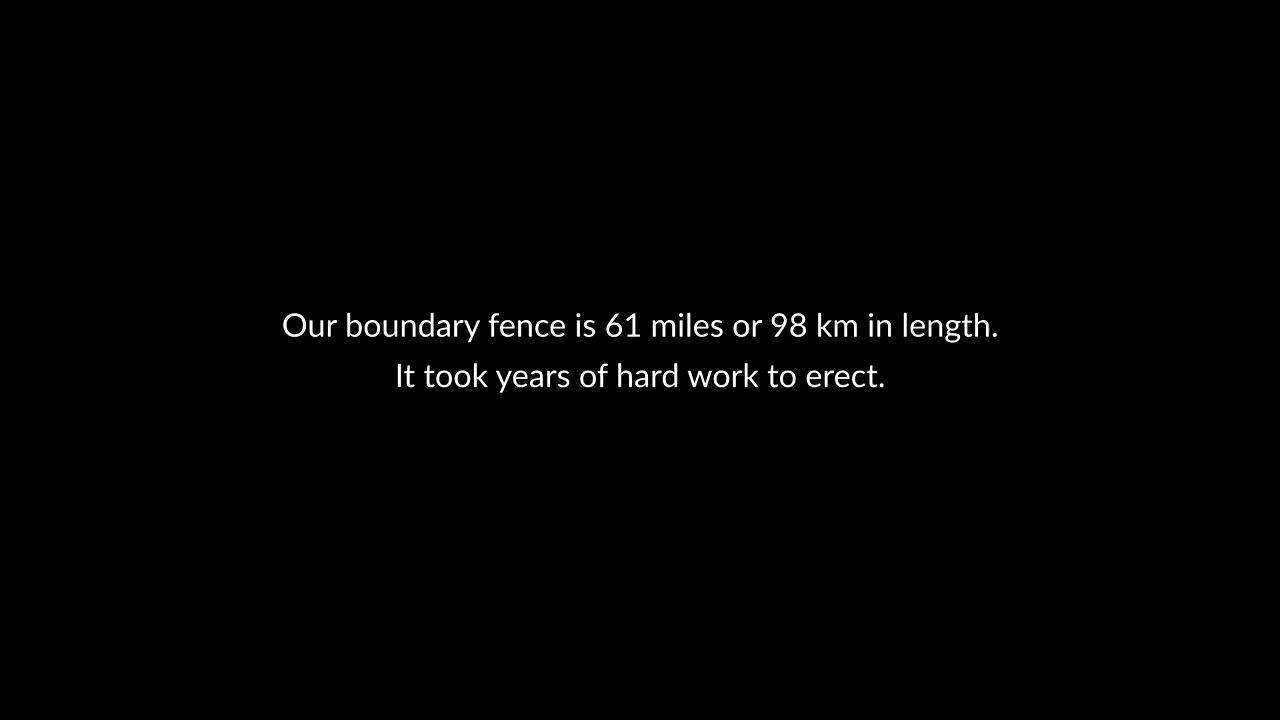 Our boundary fence is 61 miles or 98 km in length.
It took years of hard work to erect.